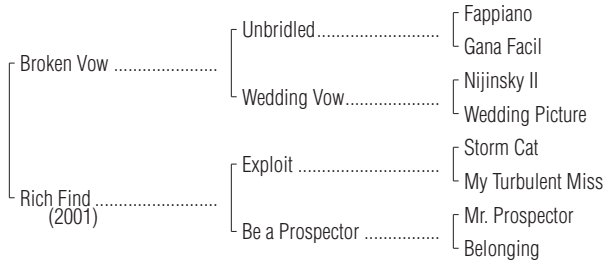 Fappiano
Unbridled....................
Gana Facil
Broken Vow ......................
Nijinsky II
Wedding Vow....................
Wedding Picture
Storm Cat
Exploit ..............................
My Turbulent Miss
Rich Find..........................
(2001)
Mr. Prospector
Be a Prospector ................
Belonging